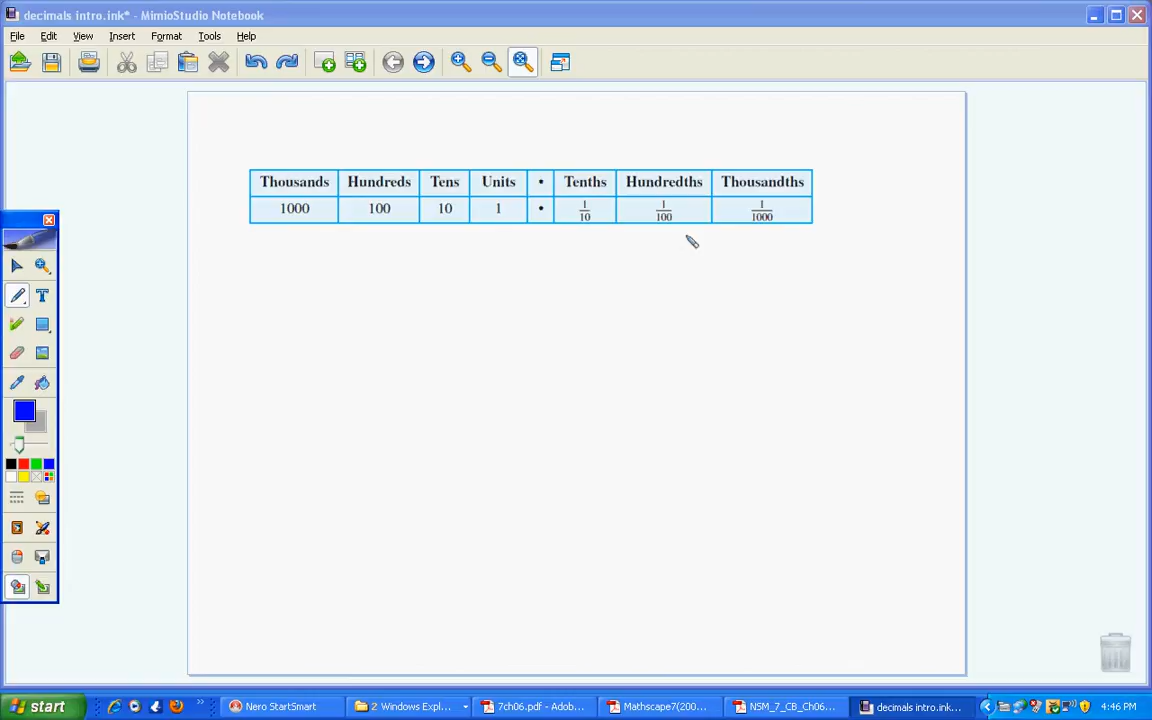 decimals intro.ink* - MimioStudio Notebook
File Edit View Insert Format Tools Help
Thousands Hundreds Tens Units • Tenths Hundredths Thousandths
1000 100 10 1 • 1/10 1/100 1/1000
T
start Nero StartSmart 2 Windows Expl... 7ch06.pdf - Adob... Mathscape7(200... NSM_7_CB_Ch06... decimals intro.ink... 4:46 PM